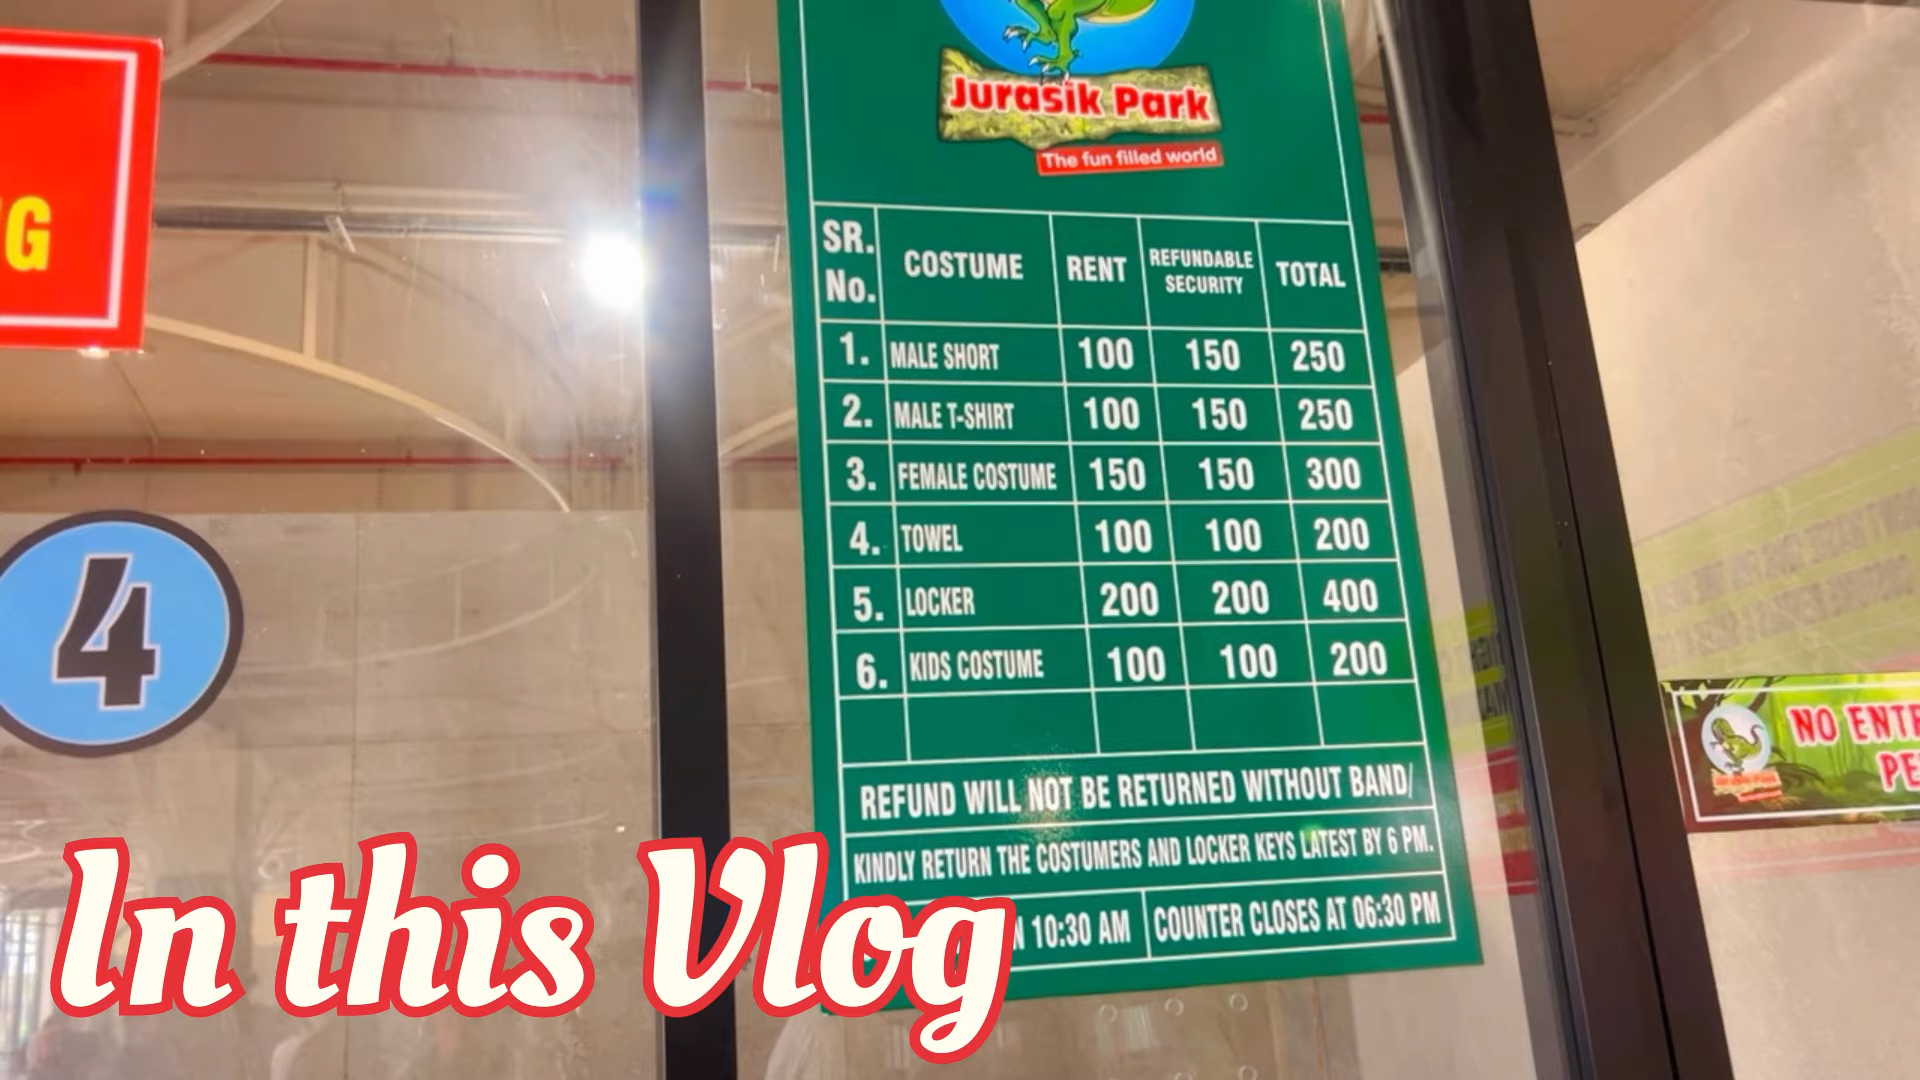 Jurasik Park
The fun filled world
SR. No. COSTUME RENT REFUNDABLE SECURITY TOTAL
1. MALE SHORT 100 150 250
2. MALE T-SHIRT 100 150 250
3. FEMALE COSTUME 150 150 300
4. TOWEL 100 100 200
5. LOCKER 200 200 400
6. KIDS COSTUME 100 100 200
REFUND WILL NOT BE RETURNED WITHOUT BAND/
KINDLY RETURN THE COSTUMERS AND LOCKER KEYS LATEST BY 6 PM.
10:30 AM COUNTER CLOSES AT 06:30 PM
4
NO
In this Vlog